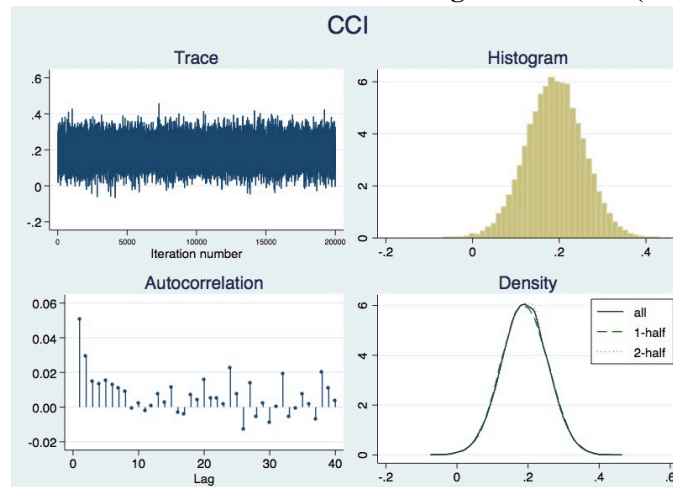 CCI
Trace
.6
.4
.2
0
-.2
0 5000 10000 15000 20000
Iteration number
Histogram
6
4
2
0
-.2 0 .2 .4
Autocorrelation
0.06
0.04
0.02
0.00
-0.02
0 10 20 30 40
Lag
Density
all
1-half
2-half
6
4
2
0
-.2 0 .2 .4 .6